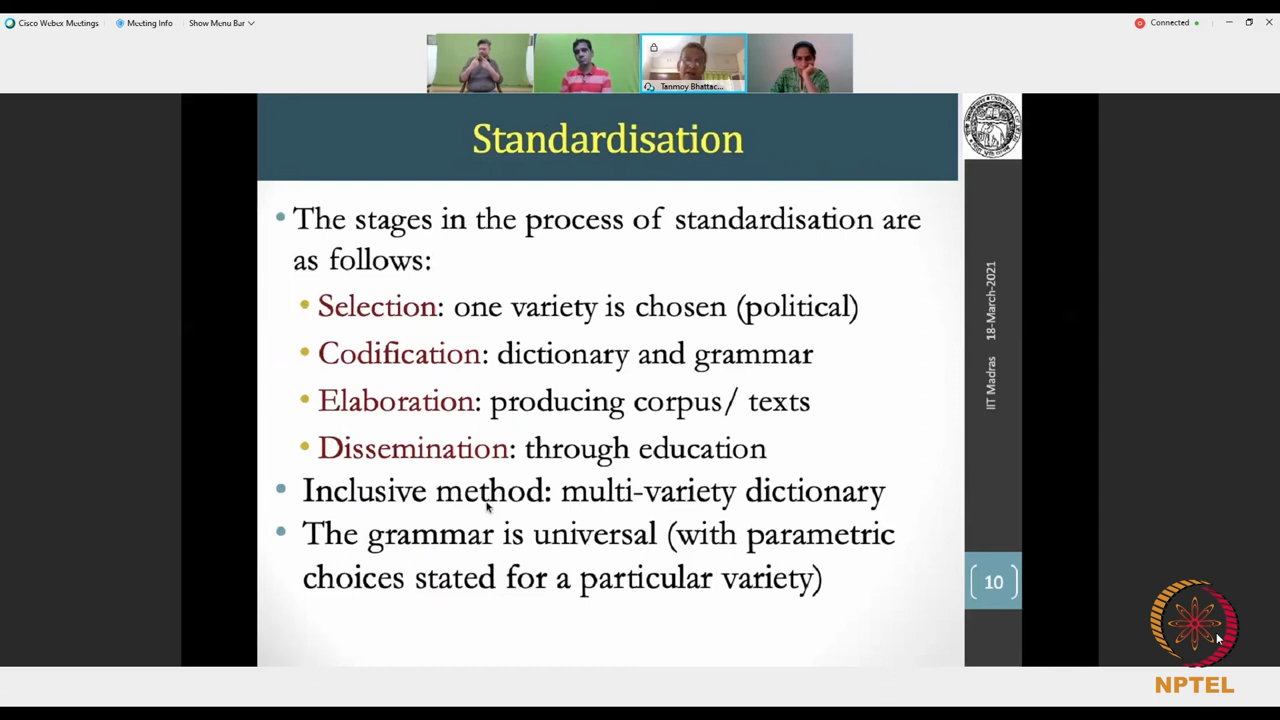 Cisco Webex Meetings
Meeting Info
Show Menu Bar
Connected
Tanmoy Bhattac...
Standardisation
• The stages in the process of standardisation are
as follows:
• Selection: one variety is chosen (political)
• Codification: dictionary and grammar
• Elaboration: producing corpus/ texts
• Dissemination: through education
• Inclusive method: multi-variety dictionary
• The grammar is universal (with parametric
choices stated for a particular variety)
IIT Madras 18-March-2021
10
NPTEL